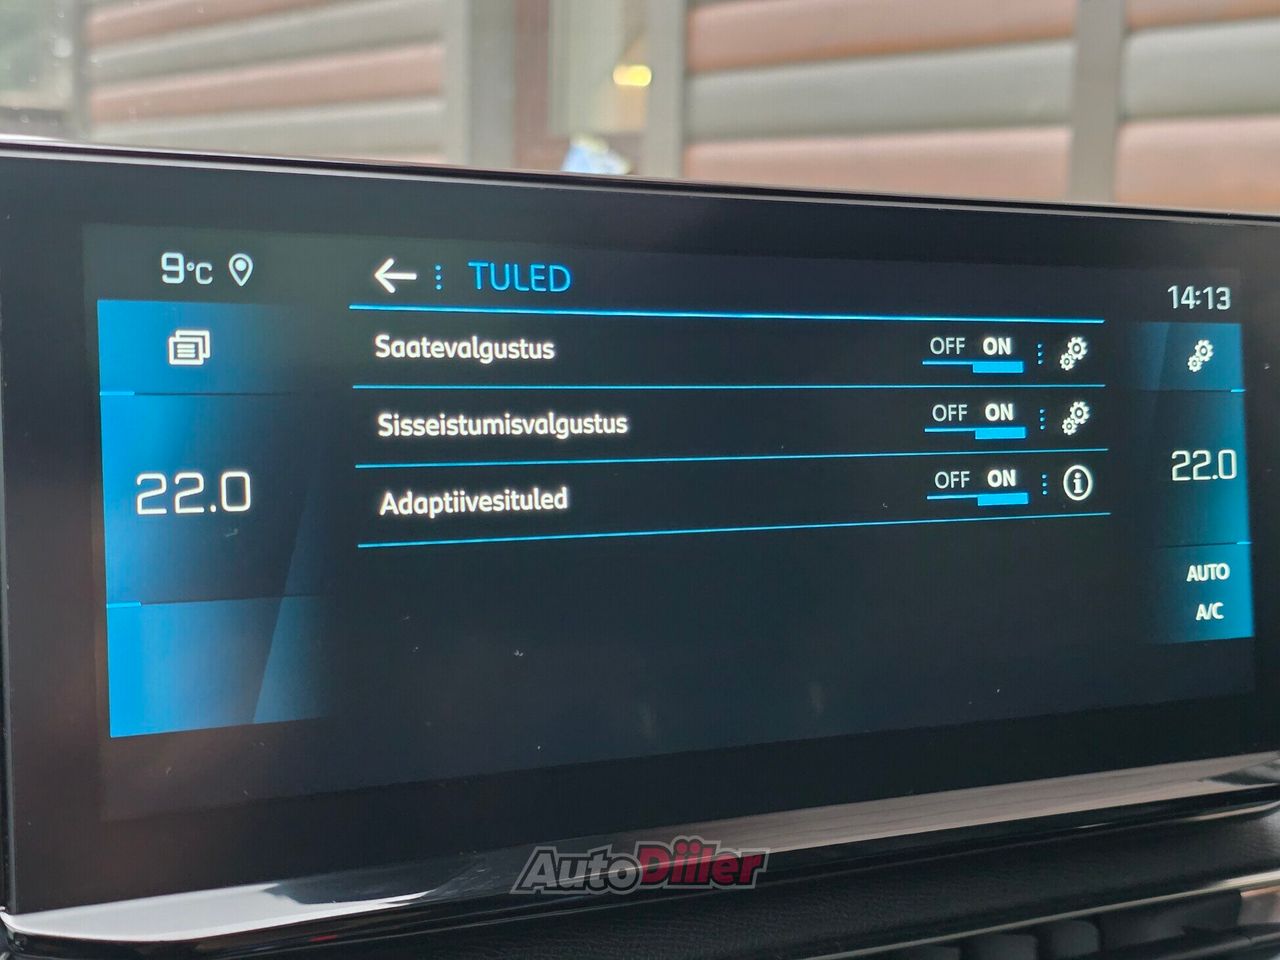 9°C
TULED
14:13
Saatevalgustus OFF ON
Sisseistumisvalgustus OFF ON
Adaptiivesituled OFF ON
22.0
22.0
AUTO
A/C
AutoDiiler